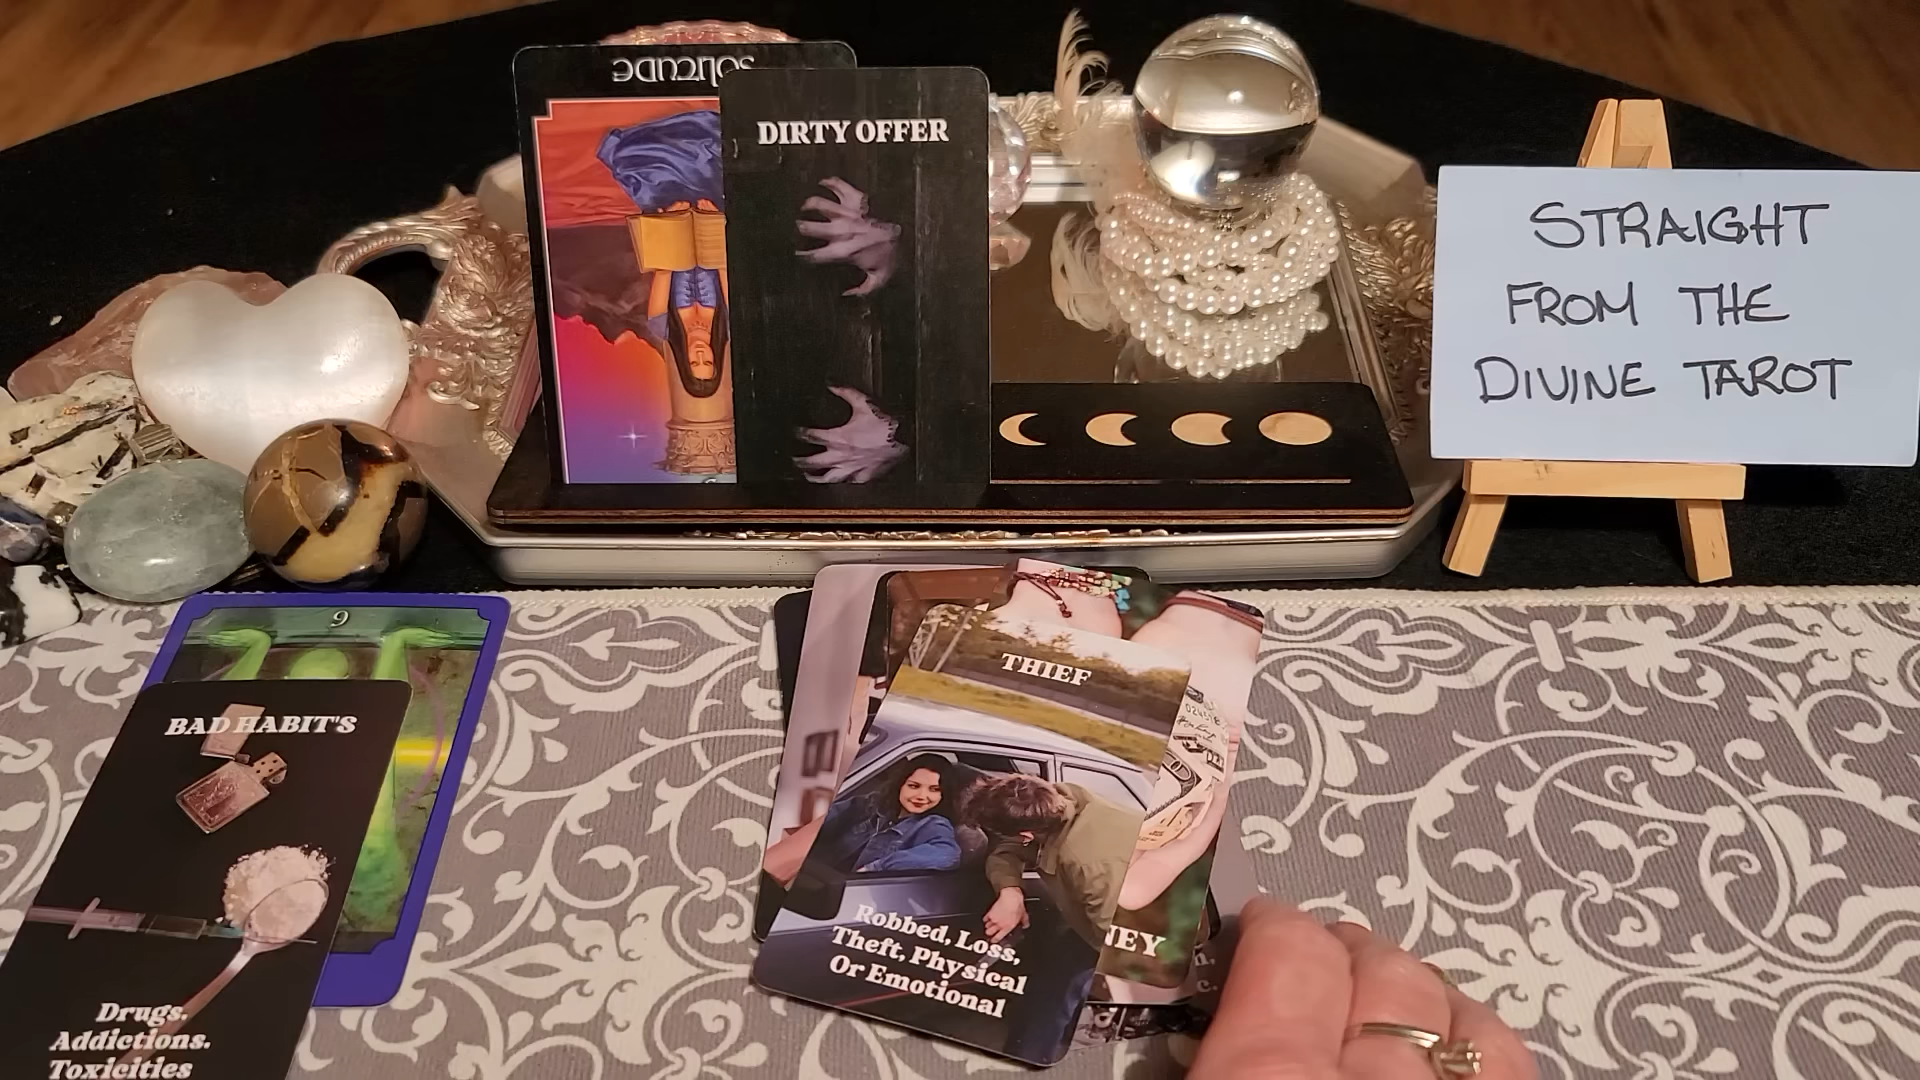 SOLITUDE
DIRTY OFFER
STRAIGHT
FROM THE
DIVINE TAROT
9
BAD HABIT'S
Drugs.
Addictions.
Toxicities
THIEF
Robbed, Loss,
Theft, Physical
Or Emotional
NEY